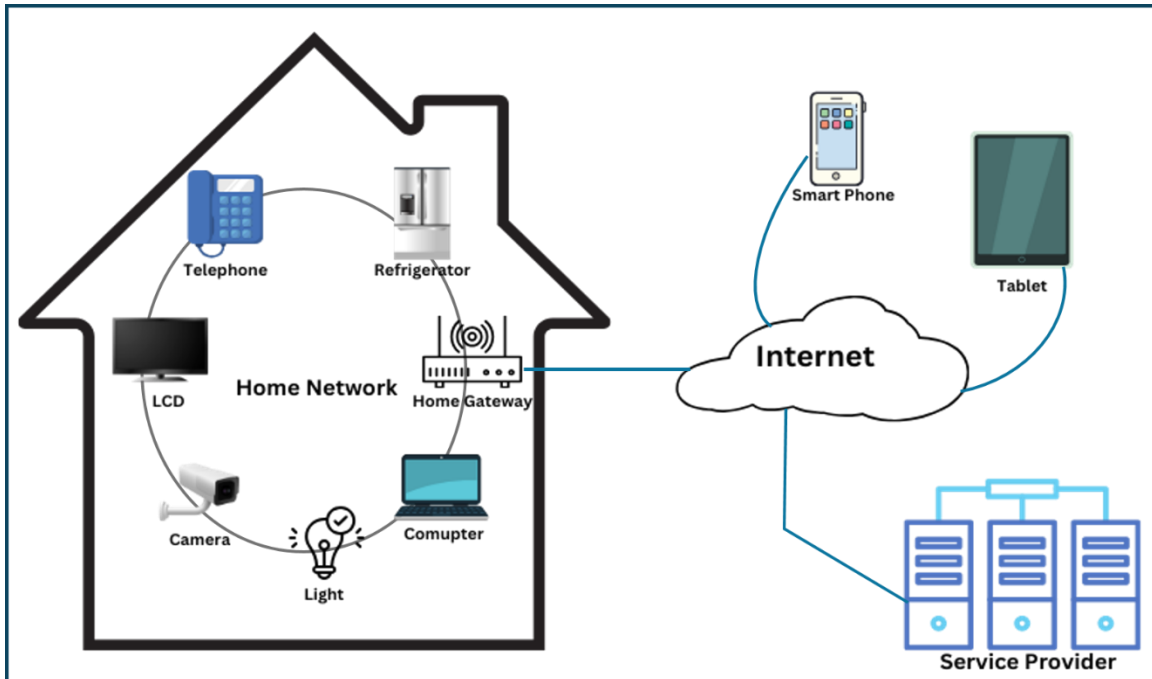 Smart Phone
Telephone
Refrigerator
Tablet
Internet
Home Network
LCD
Home Gateway
Camera
Comupter
Light
Service Provider